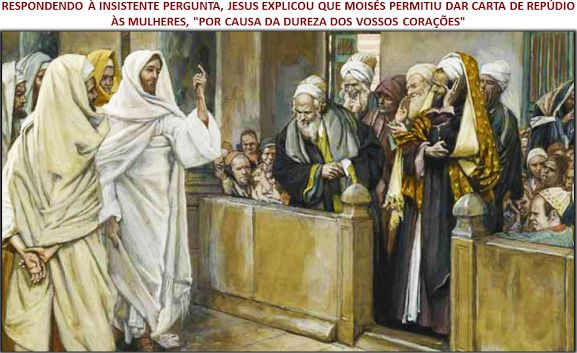 RESPONDENDO À INSISTENTE PERGUNTA, JESUS EXPLICOU QUE MOISÉS PERMITIU DAR CARTA DE REPÚDIO
ÀS MULHERES, "POR CAUSA DA DUREZA DOS VOSSOS CORAÇÕES"